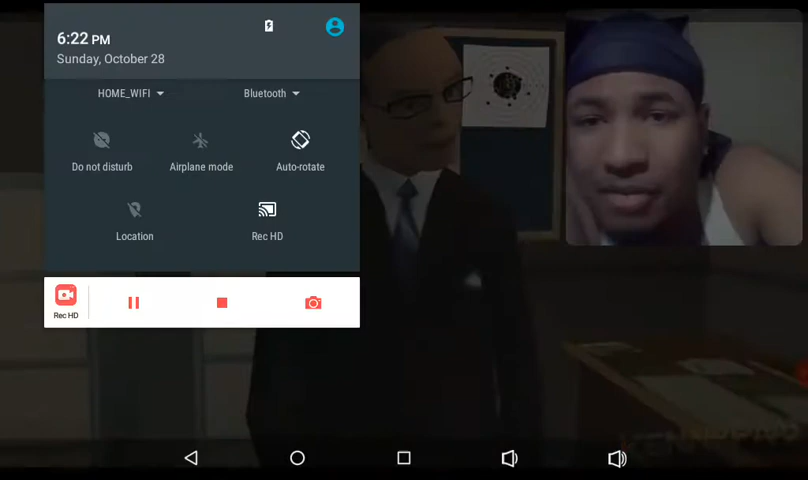 6:22 PM
Sunday, October 28
HOME_WIFI
Bluetooth
Do not disturb
Airplane mode
Auto-rotate
Location
Rec HD
Rec HD